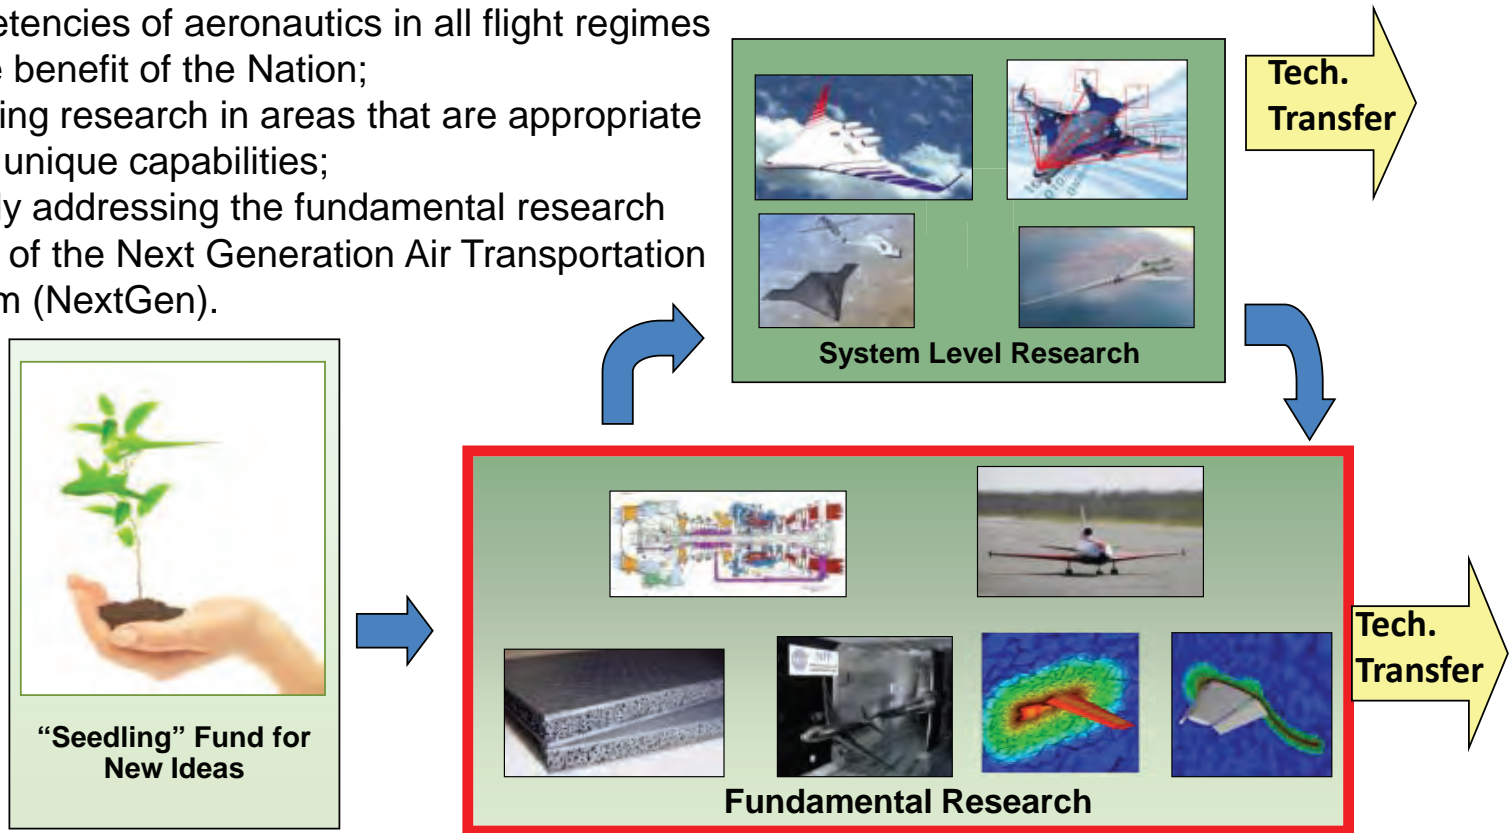 etencies of aeronautics in all flight regimes
e benefit of the Nation;
ing research in areas that are appropriate
unique capabilities;
ly addressing the fundamental research
of the Next Generation Air Transportation
m (NextGen).
Tech.
Transfer
System Level Research
“Seedling” Fund for
New Ideas
Tech.
Transfer
Fundamental Research